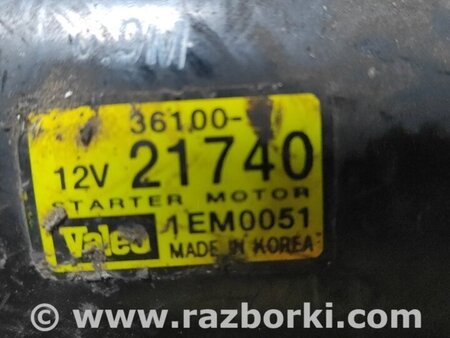 36100-
12V 21740
STARTER MOTOR
Valeo 1EM0051
MADE IN KOREA
© www.razborki.com